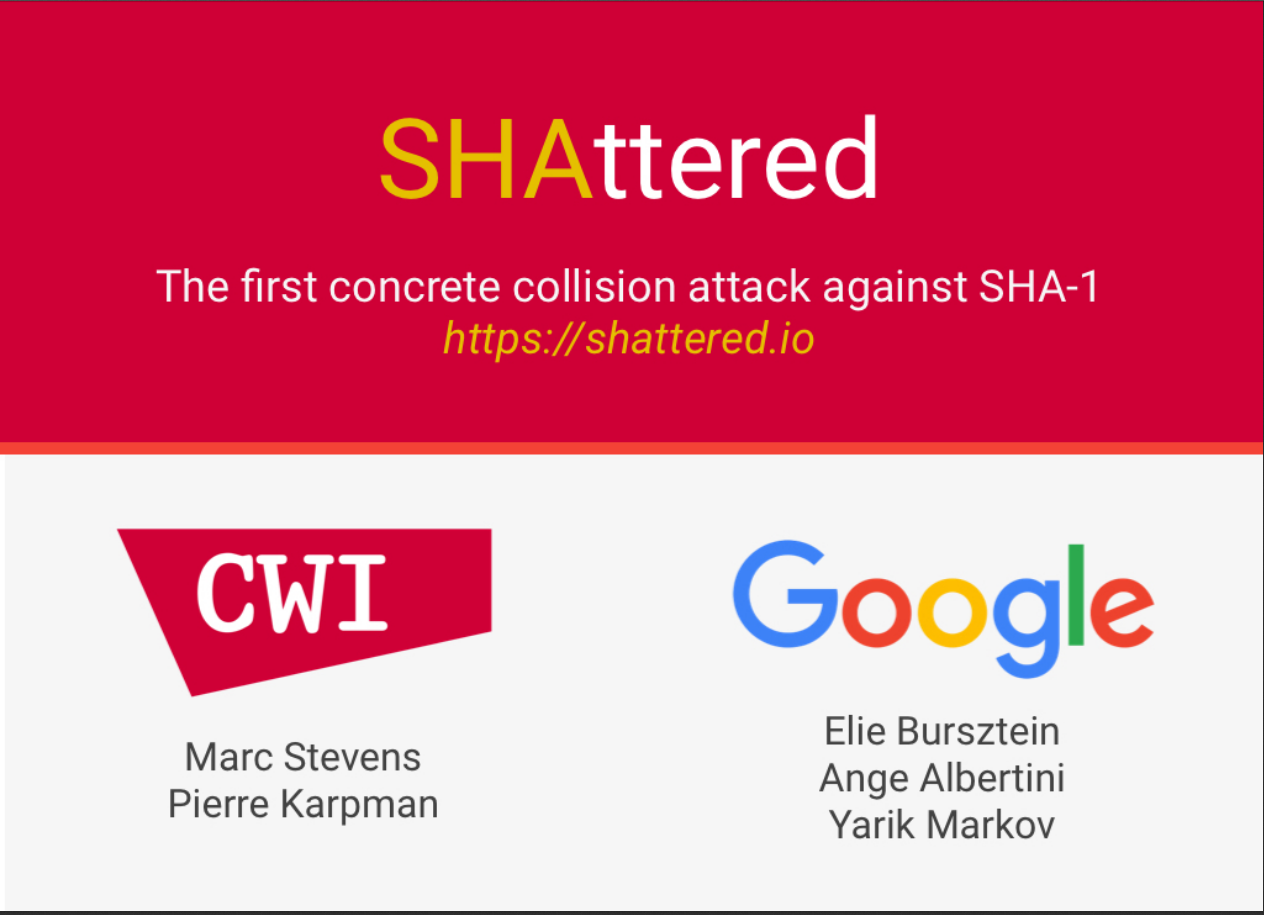 SHAttered
The first concrete collision attack against SHA-1
https://shattered.io
CWI
Marc Stevens
Pierre Karpman
Google
Elie Bursztein
Ange Albertini
Yarik Markov